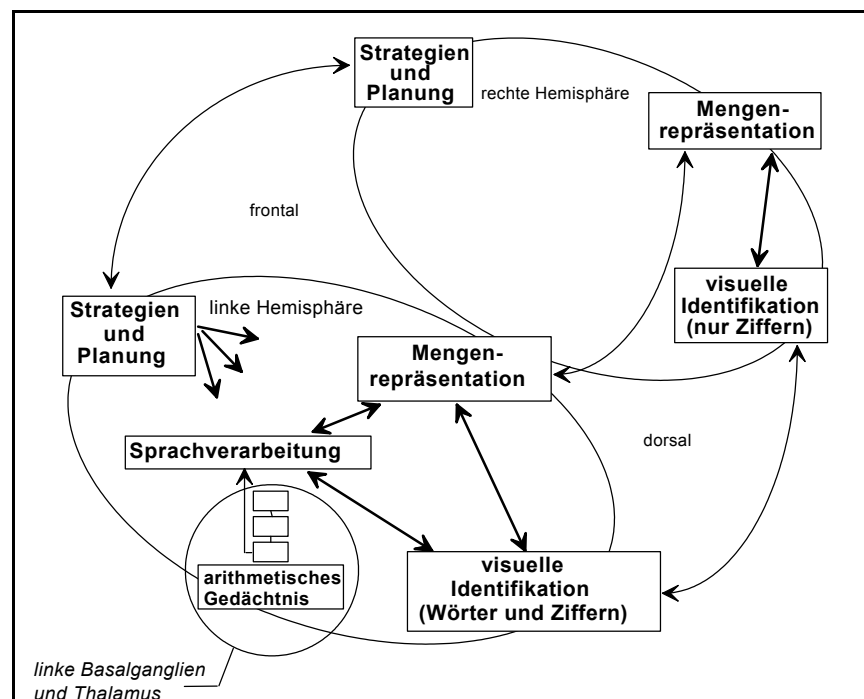 Strategien
und
Planung
rechte Hemisphäre
Mengen-
repräsentation
frontal
visuelle
Identifikation
(nur Ziffern)
Strategien
und
Planung
linke Hemisphäre
Mengen-
repräsentation
Sprachverarbeitung
dorsal
visuelle
Identifikation
(Wörter und Ziffern)
arithmetisches
Gedächtnis
linke Basalganglien
und Thalamus